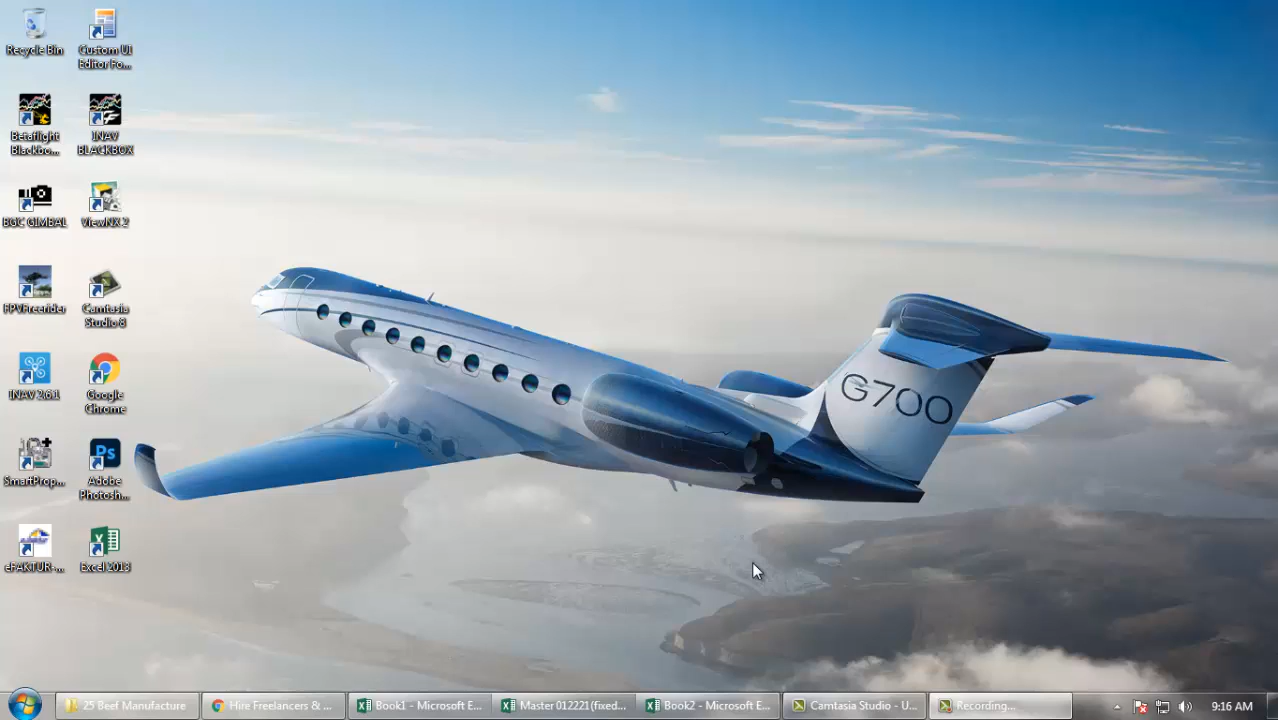 Recycle Bin
Custom UI
Editor Fo...
Betaflight
Blackbo...
INAV
BLACKBOX
BGC GIMBAL
ViewNX 2
FPVFreerider
Camtasia
Studio 8
INAV 2.6.1
Google
Chrome
SmartProp...
Ps
Adobe
Photosh...
eFAKTUR-...
Excel 2013
G700
25 Beef Manufacture
Hire Freelancers & ...
Book1 - Microsoft E...
Master 012221(fixed...
Book2 - Microsoft E...
Camtasia Studio - U...
Recording...
9:16 AM